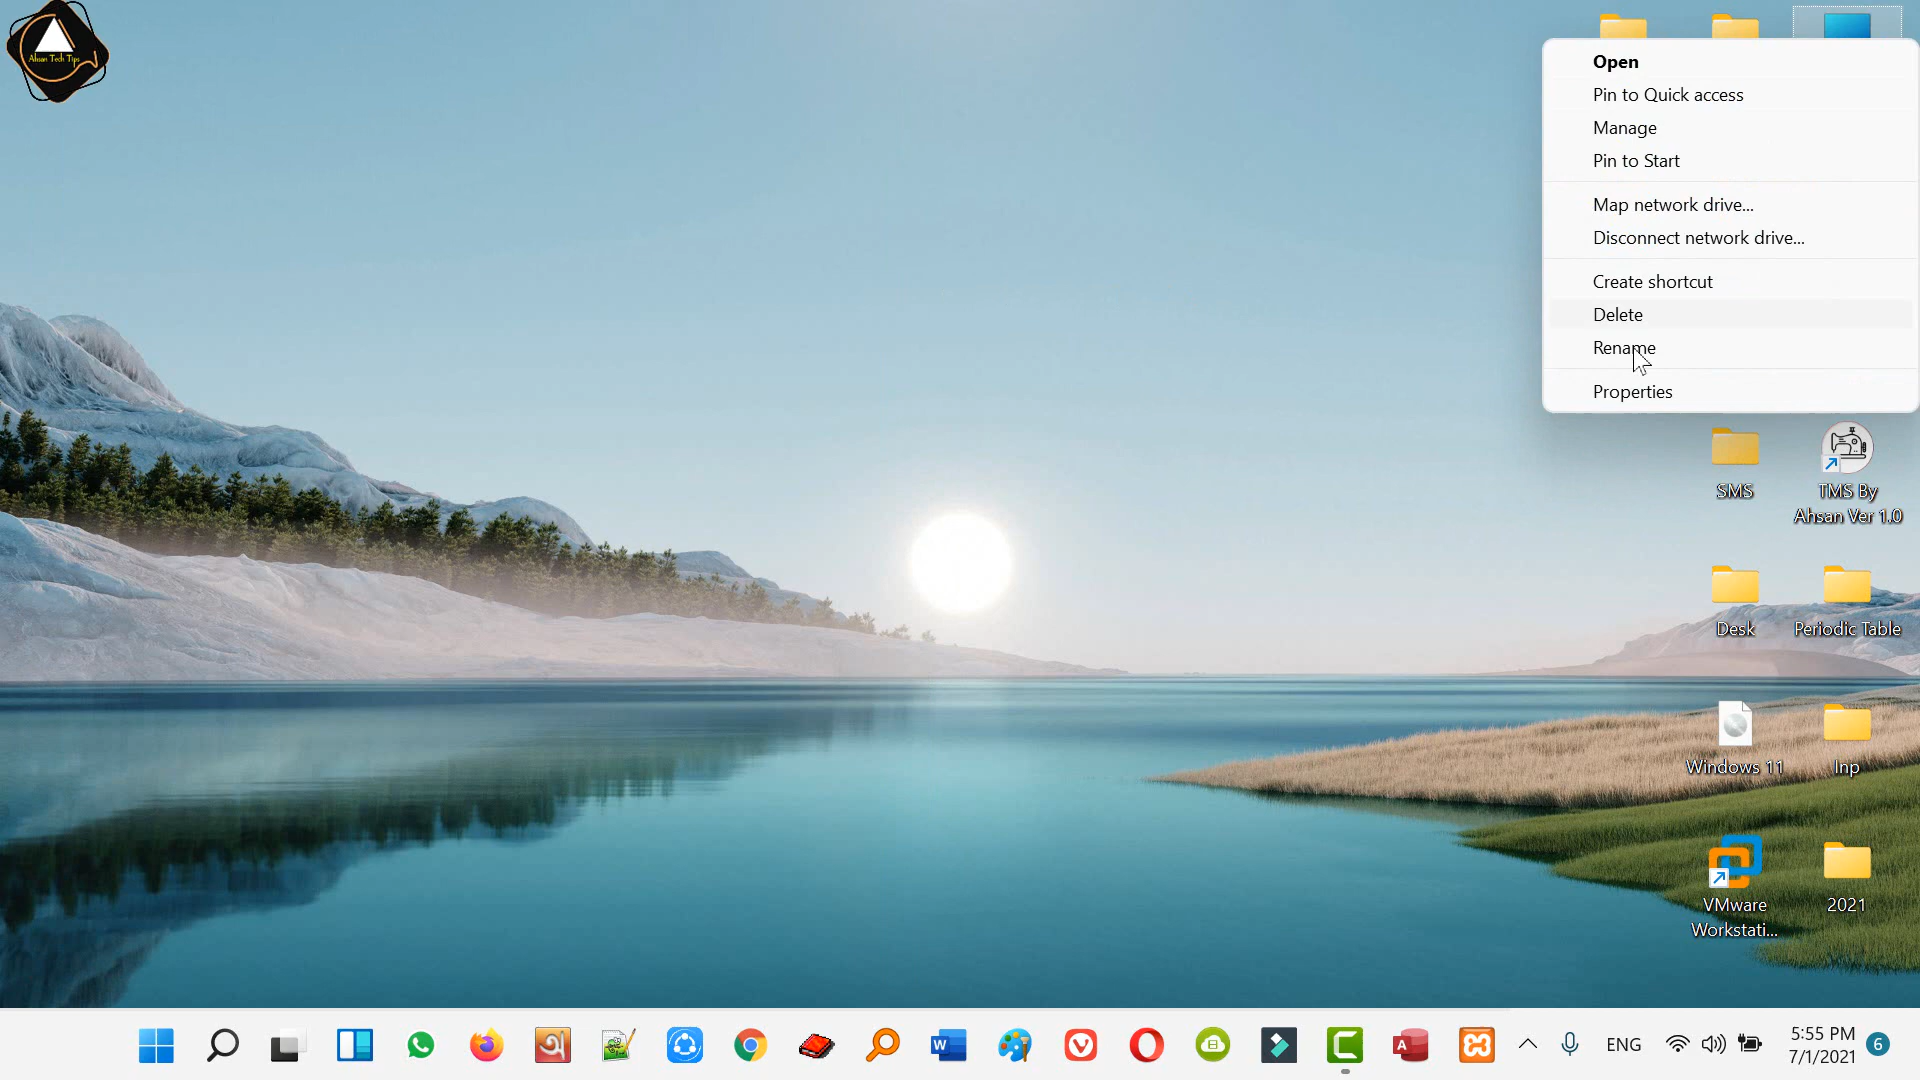 Ahsan Tech Tips
Open
Pin to Quick access
Manage
Pin to Start
Map network drive...
Disconnect network drive...
Create shortcut
Delete
Rename
Properties
SMS
TMS By
Ahsan Ver 1.0
Desk
Periodic Table
Windows 11
Inp
VMware
Workstati...
2021
W
A
ENG
5:55 PM
7/1/2021
6